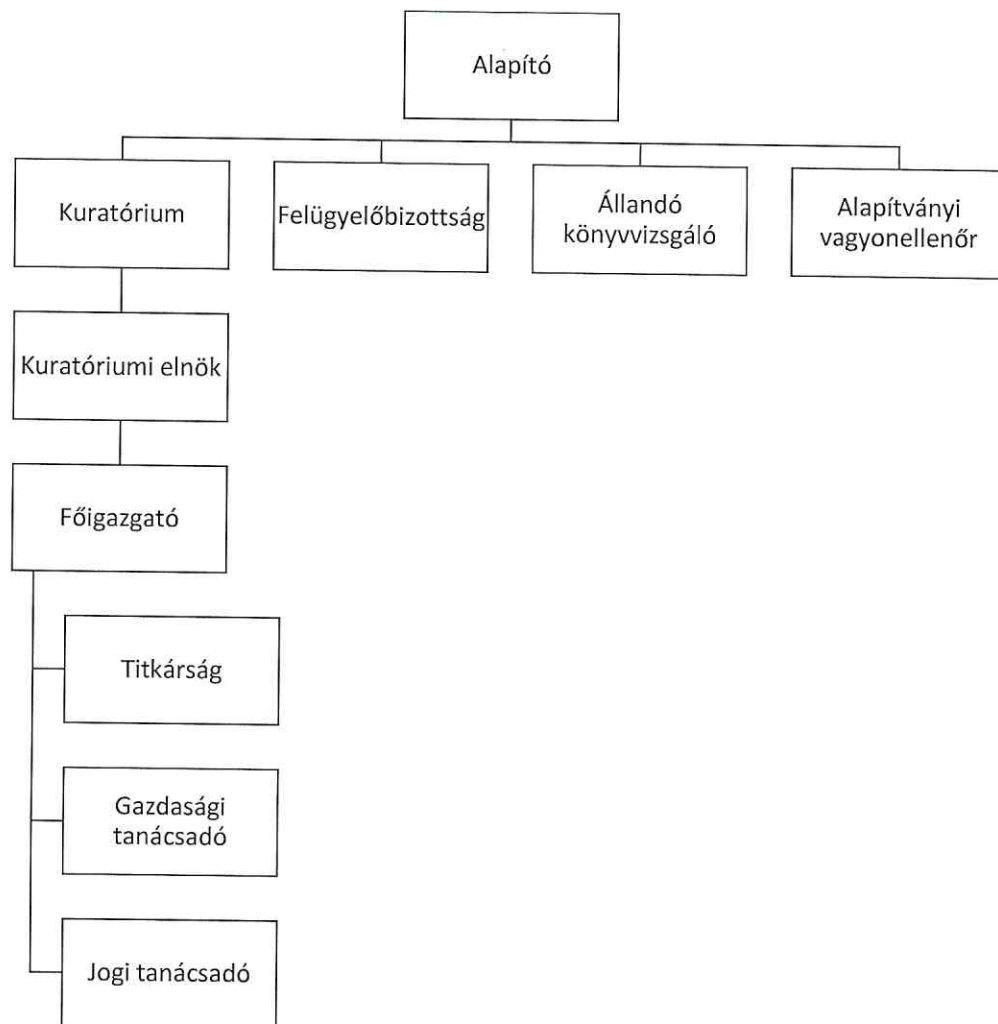 Alapító
Kuratórium
Felügyelőbizottság
Állandó
könyvvizsgáló
Alapítványi
vagyonellenőr
Kuratóriumi elnök
Főigazgató
Titkárság
Gazdasági
tanácsadó
Jogi tanácsadó